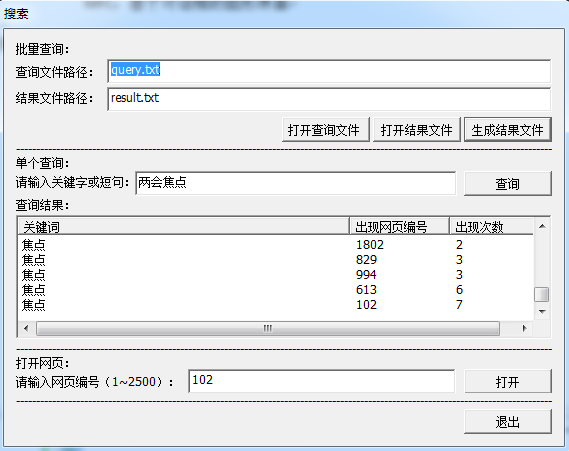 搜索
批量查询：
查询文件路径： query.txt
结果文件路径： result.txt
打开查询文件 打开结果文件 生成结果文件
单个查询：
请输入关键字或短句： 两会焦点 查询
查询结果：
关键词 出现网页编号 出现次数
焦点 1802 2
焦点 829 3
焦点 994 3
焦点 613 6
焦点 102 7
打开网页：
请输入网页编号（1~2500）： 102 打开
退出